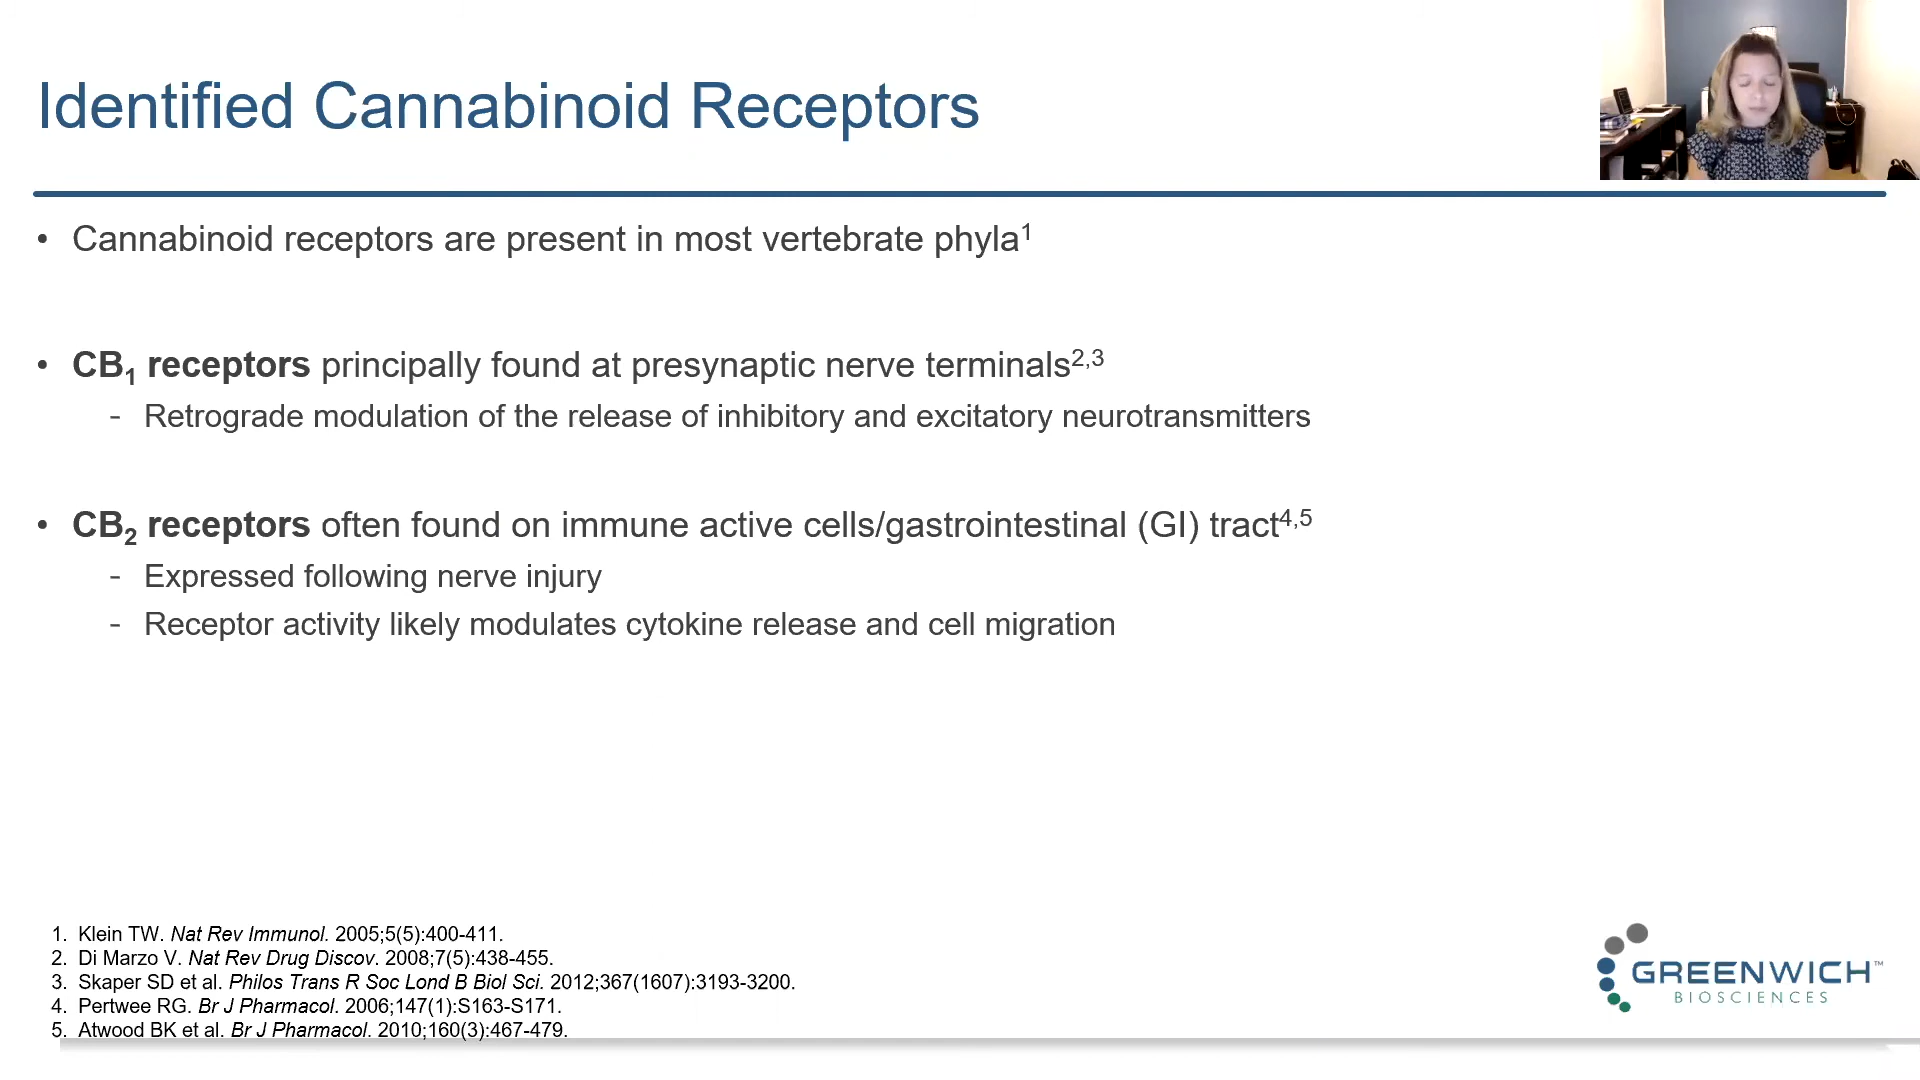 Identified Cannabinoid Receptors
• Cannabinoid receptors are present in most vertebrate phyla¹
• CB₁ receptors principally found at presynaptic nerve terminals²,³
- Retrograde modulation of the release of inhibitory and excitatory neurotransmitters
• CB₂ receptors often found on immune active cells/gastrointestinal (GI) tract⁴,⁵
- Expressed following nerve injury
- Receptor activity likely modulates cytokine release and cell migration
1. Klein TW. Nat Rev Immunol. 2005;5(5):400-411.
2. Di Marzo V. Nat Rev Drug Discov. 2008;7(5):438-455.
3. Skaper SD et al. Philos Trans R Soc Lond B Biol Sci. 2012;367(1607):3193-3200.
4. Pertwee RG. Br J Pharmacol. 2006;147(1):S163-S171.
5. Atwood BK et al. Br J Pharmacol. 2010;160(3):467-479.
GREENWICH™
BIOSCIENCES